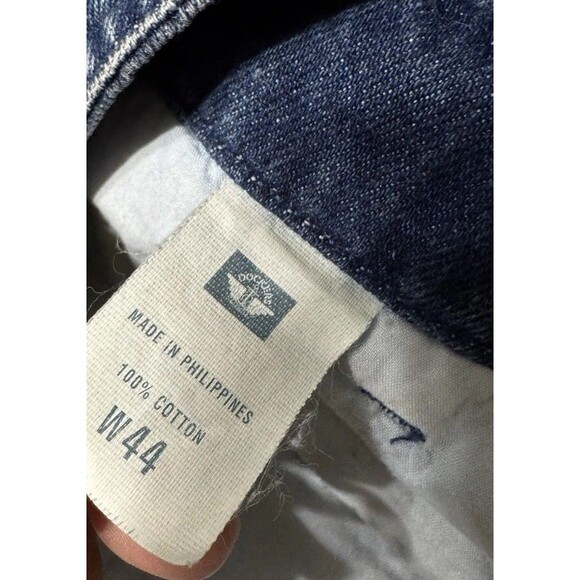 DOCKERS
MADE IN PHILIPPINES
100% COTTON
W44